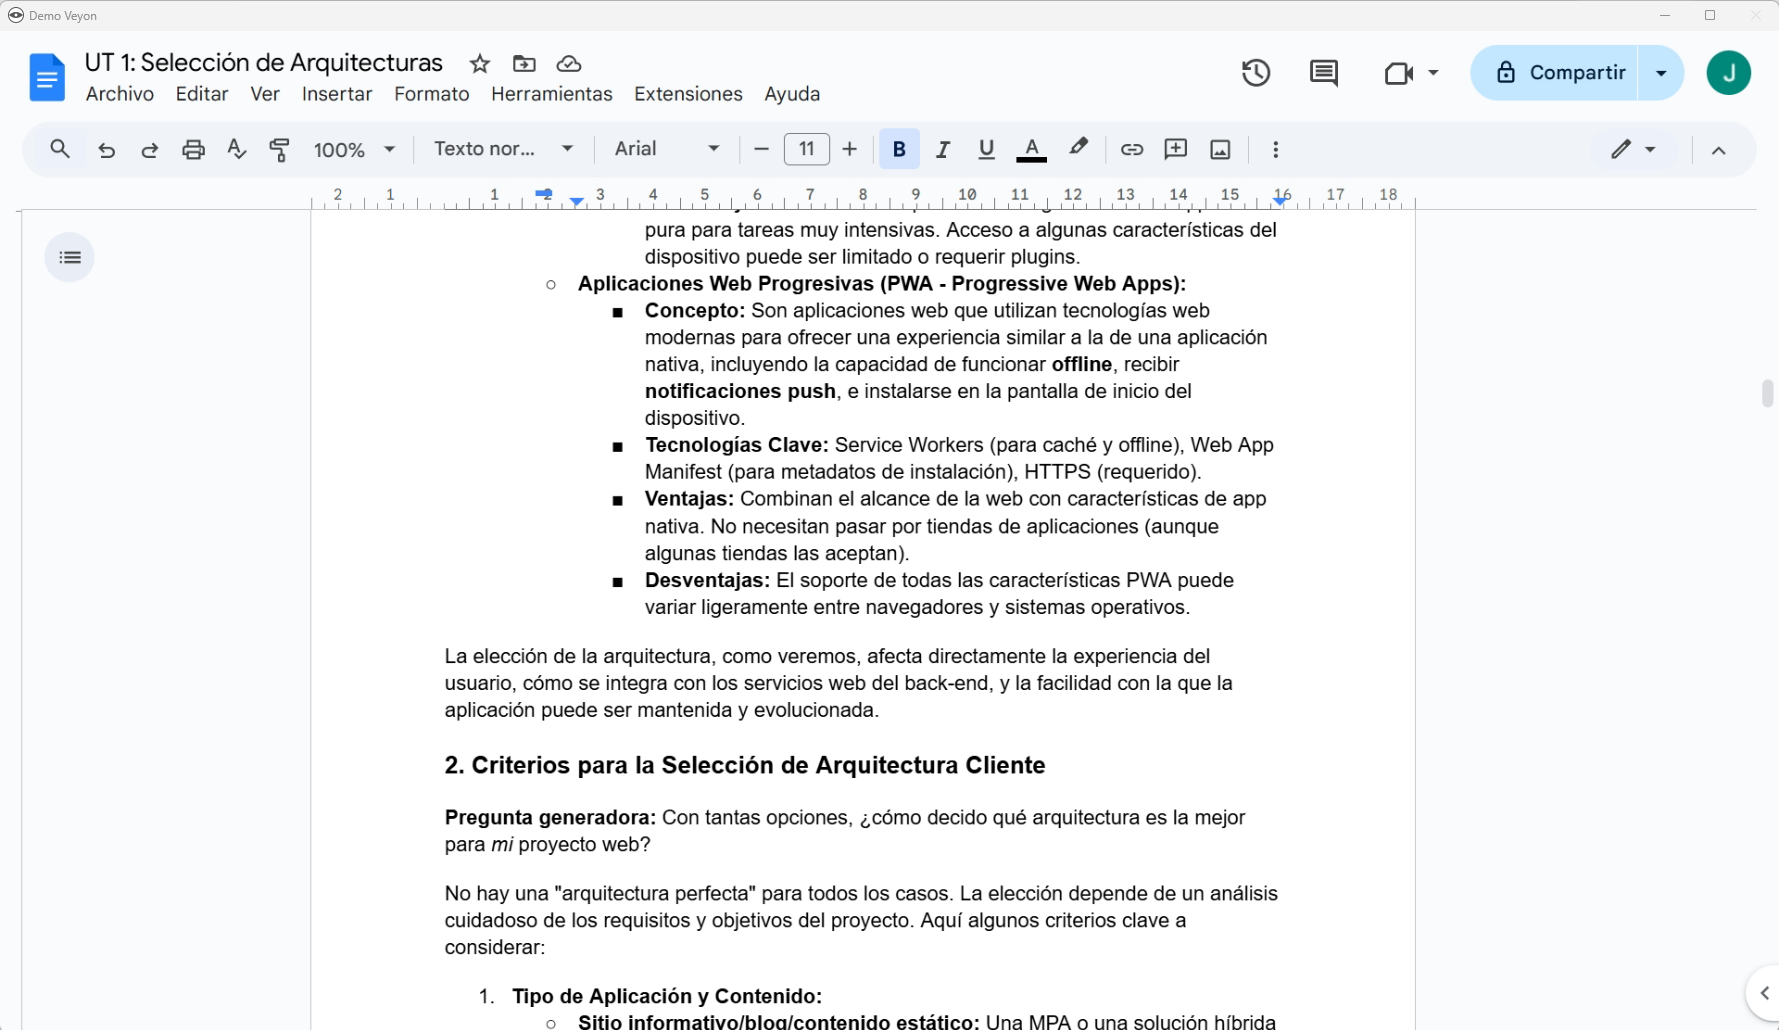 Demo Veyon
UT 1: Selección de Arquitecturas
Archivo Editar Ver Insertar Formato Herramientas Extensiones Ayuda
Compartir
J
100% Texto nor... Arial 11 B I U A
2 1 1 2 3 4 5 6 7 8 9 10 11 12 13 14 15 16 17 18
pura para tareas muy intensivas. Acceso a algunas características del
dispositivo puede ser limitado o requerir plugins.
○ Aplicaciones Web Progresivas (PWA - Progressive Web Apps):
■ Concepto: Son aplicaciones web que utilizan tecnologías web
modernas para ofrecer una experiencia similar a la de una aplicación
nativa, incluyendo la capacidad de funcionar offline, recibir
notificaciones push, e instalarse en la pantalla de inicio del
dispositivo.
■ Tecnologías Clave: Service Workers (para caché y offline), Web App
Manifest (para metadatos de instalación), HTTPS (requerido).
■ Ventajas: Combinan el alcance de la web con características de app
nativa. No necesitan pasar por tiendas de aplicaciones (aunque
algunas tiendas las aceptan).
■ Desventajas: El soporte de todas las características PWA puede
variar ligeramente entre navegadores y sistemas operativos.
La elección de la arquitectura, como veremos, afecta directamente la experiencia del
usuario, cómo se integra con los servicios web del back-end, y la facilidad con la que la
aplicación puede ser mantenida y evolucionada.
2. Criterios para la Selección de Arquitectura Cliente
Pregunta generadora: Con tantas opciones, ¿cómo decido qué arquitectura es la mejor
para mi proyecto web?
No hay una "arquitectura perfecta" para todos los casos. La elección depende de un análisis
cuidadoso de los requisitos y objetivos del proyecto. Aquí algunos criterios clave a
considerar:
1. Tipo de Aplicación y Contenido:
○ Sitio informativo/blog/contenido estático: Una MPA o una solución híbrida